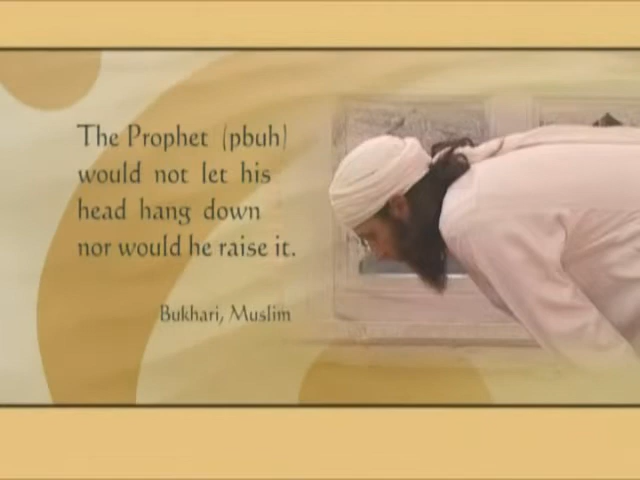 The Prophet (pbuh)
would not let his
head hang down
nor would he raise it.
Bukhari, Muslim